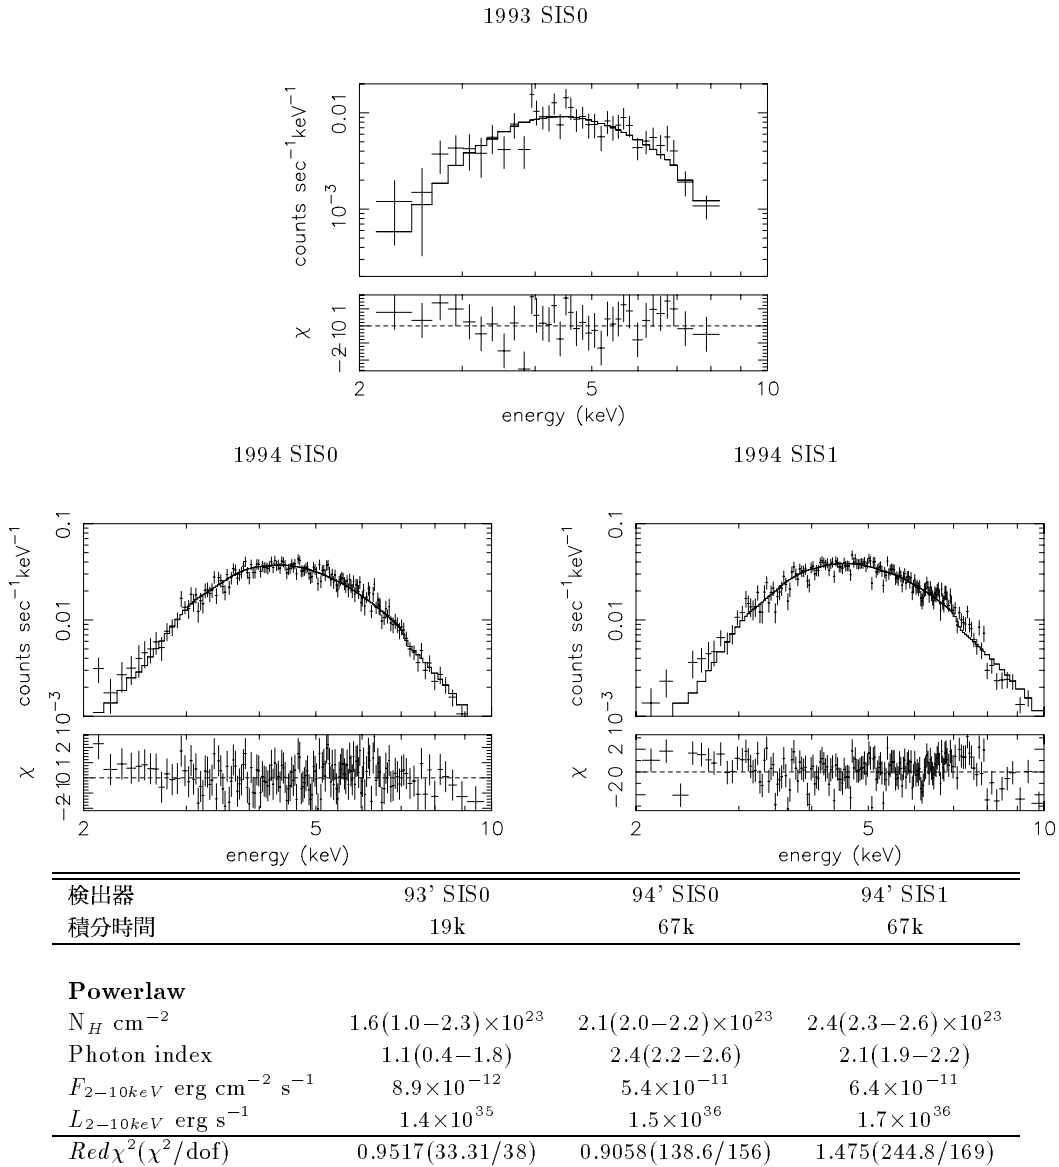 1993 SIS0
counts sec⁻¹keV⁻¹
0.01
10⁻³
χ
−2 0 1
2 5 10
energy (keV)
1994 SIS0 1994 SIS1
counts sec⁻¹keV⁻¹
0.1
0.01
10⁻³
χ
−2 0 1 2
2 5 10
energy (keV)
counts sec⁻¹keV⁻¹
0.1
0.01
10⁻³
χ
−2 0 2
2 5 10
energy (keV)
検出器 93' SIS0 94' SIS0 94' SIS1
積分時間 19k 67k 67k
Powerlaw
N_H cm⁻² 1.6(1.0−2.3)×10²³ 2.1(2.0−2.2)×10²³ 2.4(2.3−2.6)×10²³
Photon index 1.1(0.4−1.8) 2.4(2.2−2.6) 2.1(1.9−2.2)
F_2−10keV erg cm⁻² s⁻¹ 8.9×10⁻¹² 5.4×10⁻¹¹ 6.4×10⁻¹¹
L_2−10keV erg s⁻¹ 1.4×10³⁵ 1.5×10³⁶ 1.7×10³⁶
Redχ²(χ²/dof) 0.9517(33.31/38) 0.9058(138.6/156) 1.475(244.8/169)